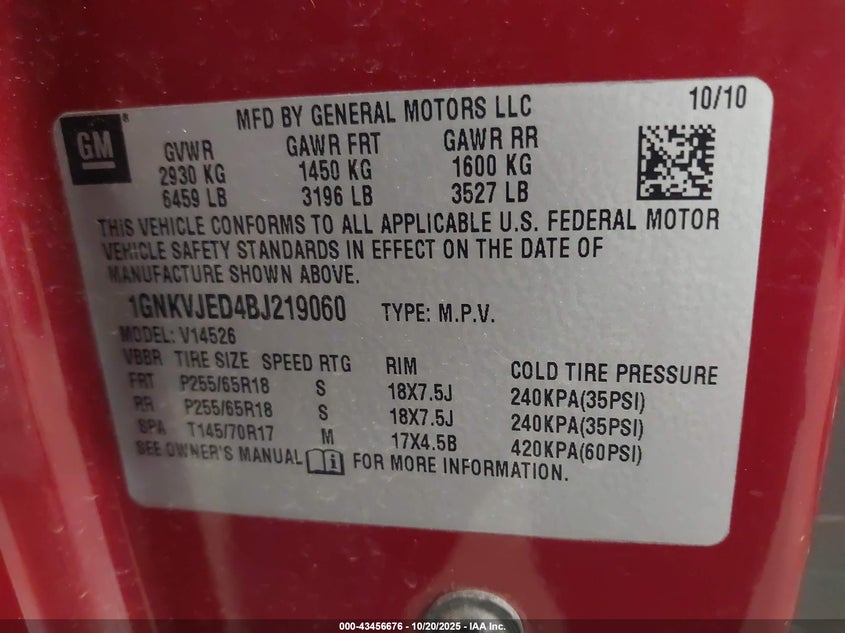 MFD BY GENERAL MOTORS LLC 10/10
GM®
GVWR GAWR FRT GAWR RR
2930 KG 1450 KG 1600 KG
6459 LB 3196 LB 3527 LB
THIS VEHICLE CONFORMS TO ALL APPLICABLE U.S. FEDERAL MOTOR
VEHICLE SAFETY STANDARDS IN EFFECT ON THE DATE OF
MANUFACTURE SHOWN ABOVE.
1GNKVJED4BJ219060 TYPE: M.P.V.
MODEL: V14526
VBBR TIRE SIZE SPEED RTG RIM COLD TIRE PRESSURE
FRT P255/65R18 S 18X7.5J 240KPA(35PSI)
RR P255/65R18 S 18X7.5J 240KPA(35PSI)
SPA T145/70R17 M 17X4.5B 420KPA(60PSI)
SEE OWNER'S MANUAL i FOR MORE INFORMATION.
000-43456676 - 10/20/2025 - IAA Inc.